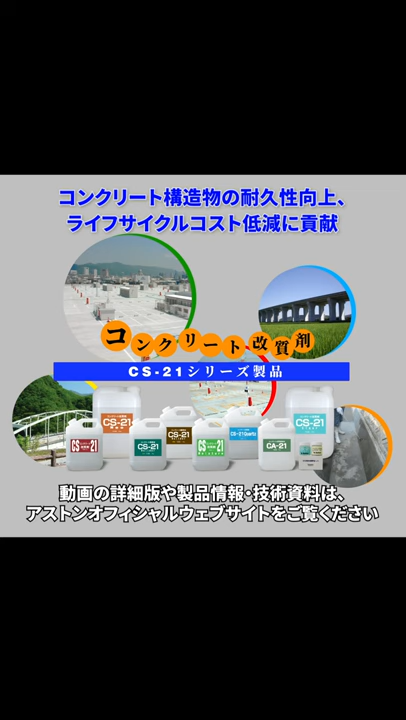 コンクリート構造物の耐久性向上、
ライフサイクルコスト低減に貢献
コンクリート改質剤
CS-21シリーズ製品
CS-21
CS-21
CS-21
CS-21
CS-21
CS-21
CS-21Quartz
CA-21
動画の詳細版や製品情報・技術資料は、
アストンオフィシャルウェブサイトをご覧ください